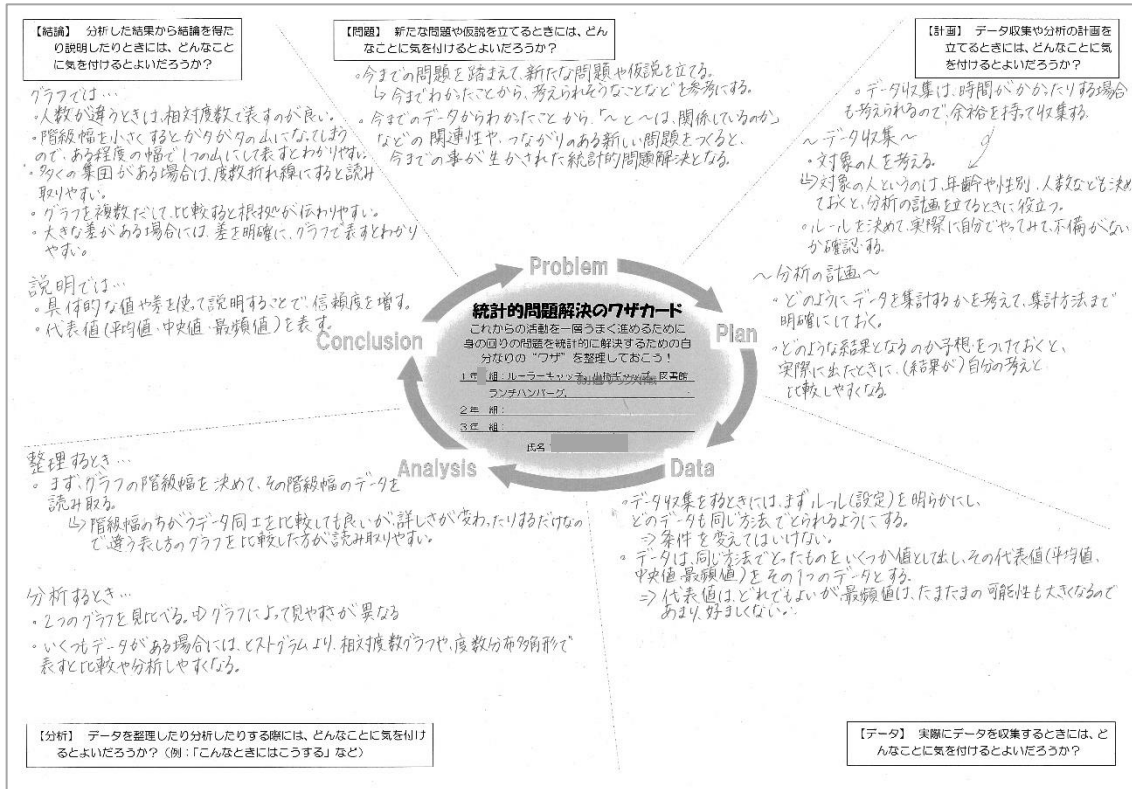 【結論】 分析した結果から結論を得た
り説明したりときには、どんなこと
に気を付けるとよいだろうか？
グラフでは…
・人数が違うときは、相対度数で表すのが良い。
・階級幅を小さくするとガタガタの山になってしまう
ので、ある程度の幅で1つの山にして表すとわかりやすい
・多くの集団がある場合は、度数折れ線にすると読み
取りやすい。
・グラフを複数だして、比較すると根拠が伝わりやすい。
・大きな差がある場合には、差を明確に、グラフで表すとわかり
やすい。
説明では…
・具体的な値や差を使って説明することで、信頼度を増す。
・代表値(平均値・中央値・最頻値)を表す。
【問題】 新たな問題や仮説を立てるときには、どん
なことに気を付けるとよいだろうか？
・今までの問題を踏まえて、新たな問題や仮説を立てる。
↳今までわかったことから、考えられそうなことなどを参考にする。
・今までのデータからわかったことから、「～と～は、関係しているのか」
などの関連性や、つながりのある新しい問題をつくると、
今までの事が生かされた統計的問題解決となる。
【計画】 データ収集や分析の計画を
立てるときには、どんなことに気
を付けるとよいだろうか？
・データ収集は、時間がかかったりする場合
も考えられるので、余裕を持って収集する。
～データ収集～
・対象の人を考える。
↳対象の人というのは、年齢や性別、人数なども決め
ておくと、分析の計画を立てるときに役立つ。
・ルールを決めて、実際に自分でやってみて、不備がない
か確認する。
～分析の計画～
・どのようにデータを集計するかを考えて、集計方法まで
明確にしておく。
・どのような結果となるのか予想をつけておくと、
実際に出たときに、(結果が)自分の考えと
比較しやすくなる。
Problem
Plan
Data
Analysis
Conclusion
統計的問題解決のワザカード
これからの活動を一層うまく進めるために
身の回りの問題を統計的に解決するための自
分なりの“ワザ”を整理しておこう！
1年 組：ルーラーキャッチ、図書館
ランチハンバーグ、
2年 組：
3年 組：
氏名
整理するとき…
・まず、グラフの階級幅を決めて、その階級幅のデータを
読み取る。
↳階級幅のちがうデータ同士を比較しても良いが、詳しさが変わったりするだけな
ので違う表し方のグラフを比較した方が読み取りやすい。
分析するとき…
・2つのグラフを見比べる。グラフによって見やすさが異なる
・いくつもデータがある場合には、ヒストグラムより、相対度数グラフや、度数分布多角形で
表すと比較や分析しやすくなる。
【分析】 データを整理したり分析したりする際には、どんなことに気を付け
るとよいだろうか？（例：「こんなときにはこうする」など）
・データ収集をするときには、まずルール(設定)を明らかにし、
どのデータも同じ方法でとられるようにする。
⇒条件を変えてはいけない。
・データは、同じ方法でとったものをいくつか値として出し、その代表値(平均値、
中央値・最頻値)をその1つのデータとする。
⇒代表値は、どれでもよいが、最頻値は、たまたまの可能性も大きくなるので
あまり、好ましくない。
【データ】 実際にデータを収集するときには、ど
んなことに気を付けるとよいだろうか？